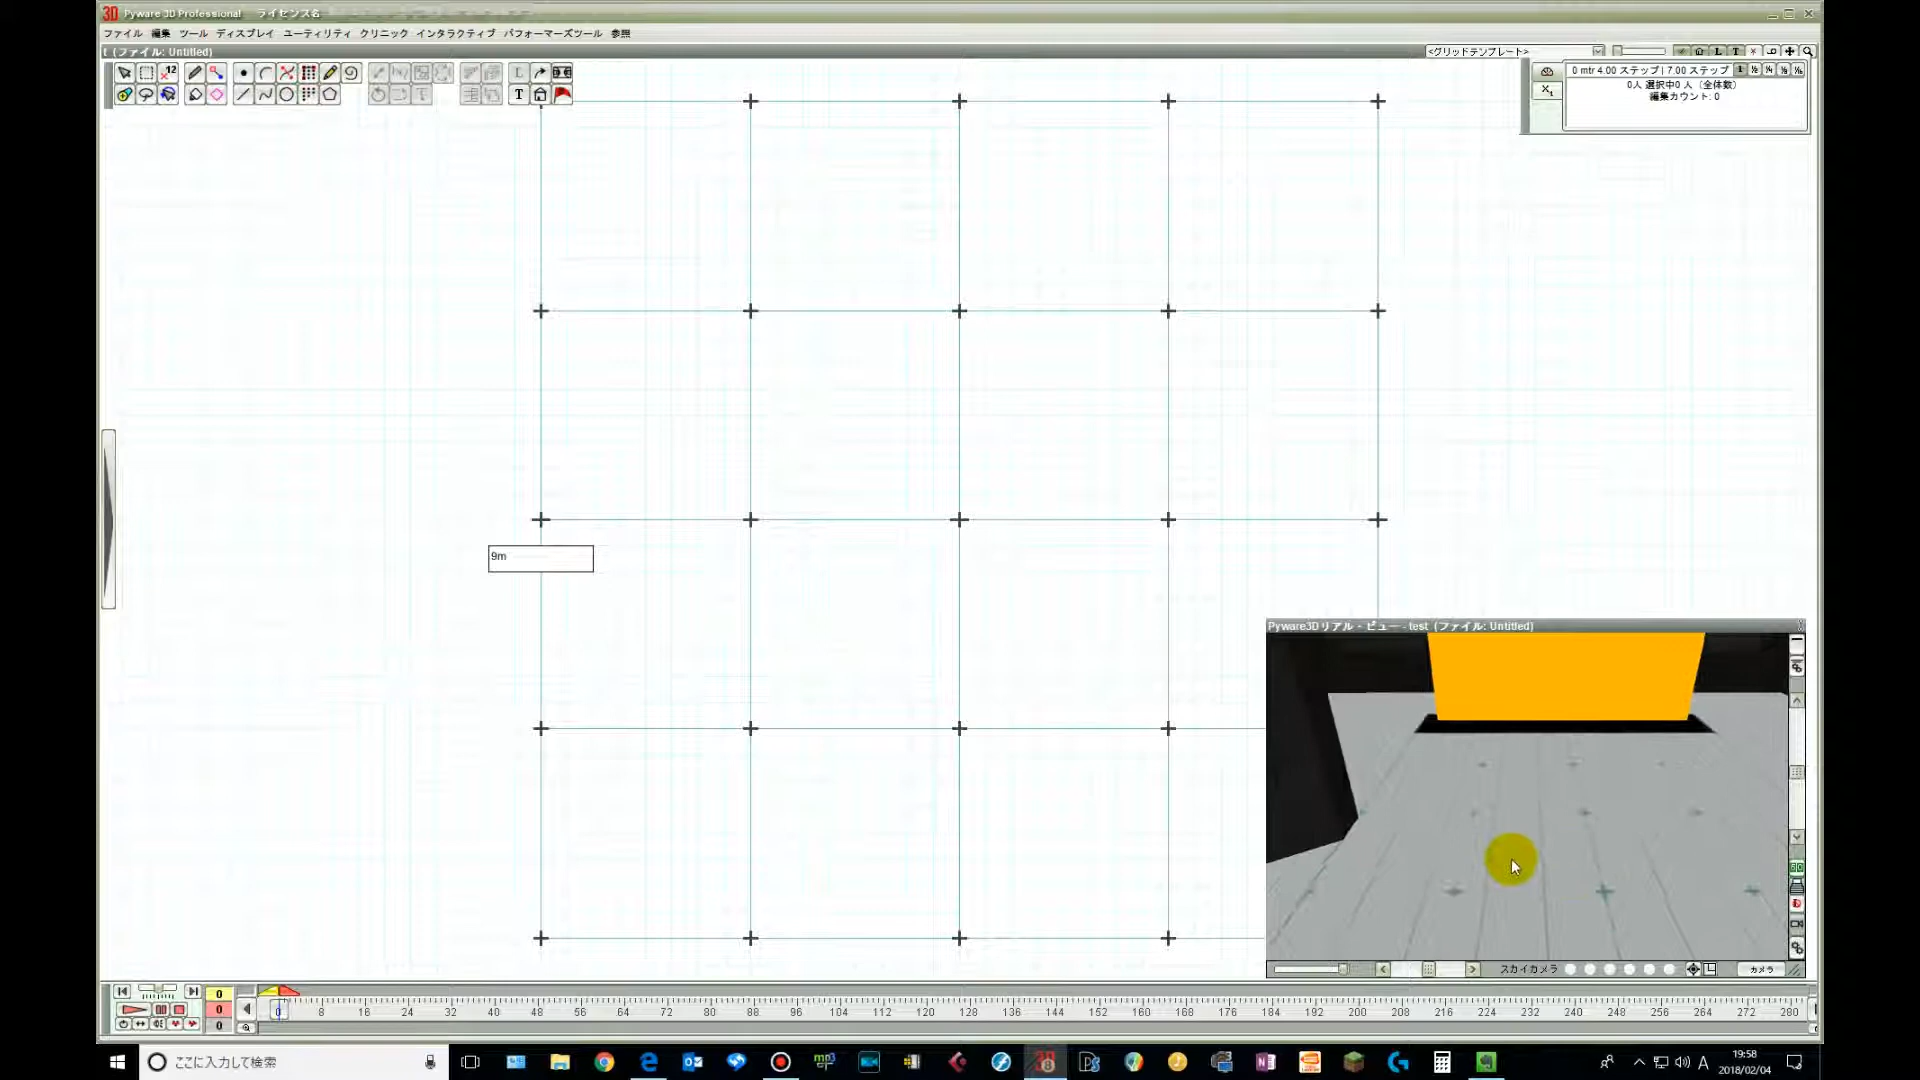 3D Pyware 3D Professional ライセンス名
ファイル 編集 ツール ディスプレイ ユーティリティ クリニック インタラクティブ パフォーマーズツール 参照
t (ファイル: Untitled)
<グリッドテンプレート>
0 mtr 4.00 ステップ | 7.00 ステップ
0人 選択中0 人 (全体数)
編集カウント: 0
9m
Pyware3Dリアル・ビュー - test (ファイル: Untitled)
スカイカメラ カメラ
0
0
0
0 8 16 24 32 40 48 56 64 72 80 88 96 104 112 120 128 136 144 152 160 168 176 184 192 200 208 216 224 232 240 248 256 264 272 280
ここに入力して検索
A
19:58
2018/02/04